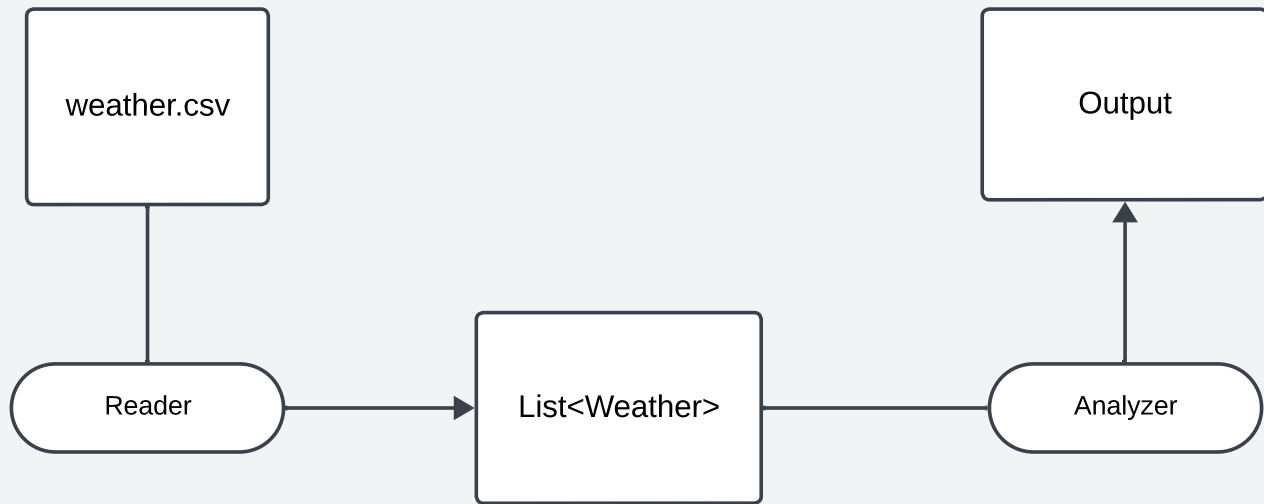 weather.csv
Output
Reader
List<Weather>
Analyzer